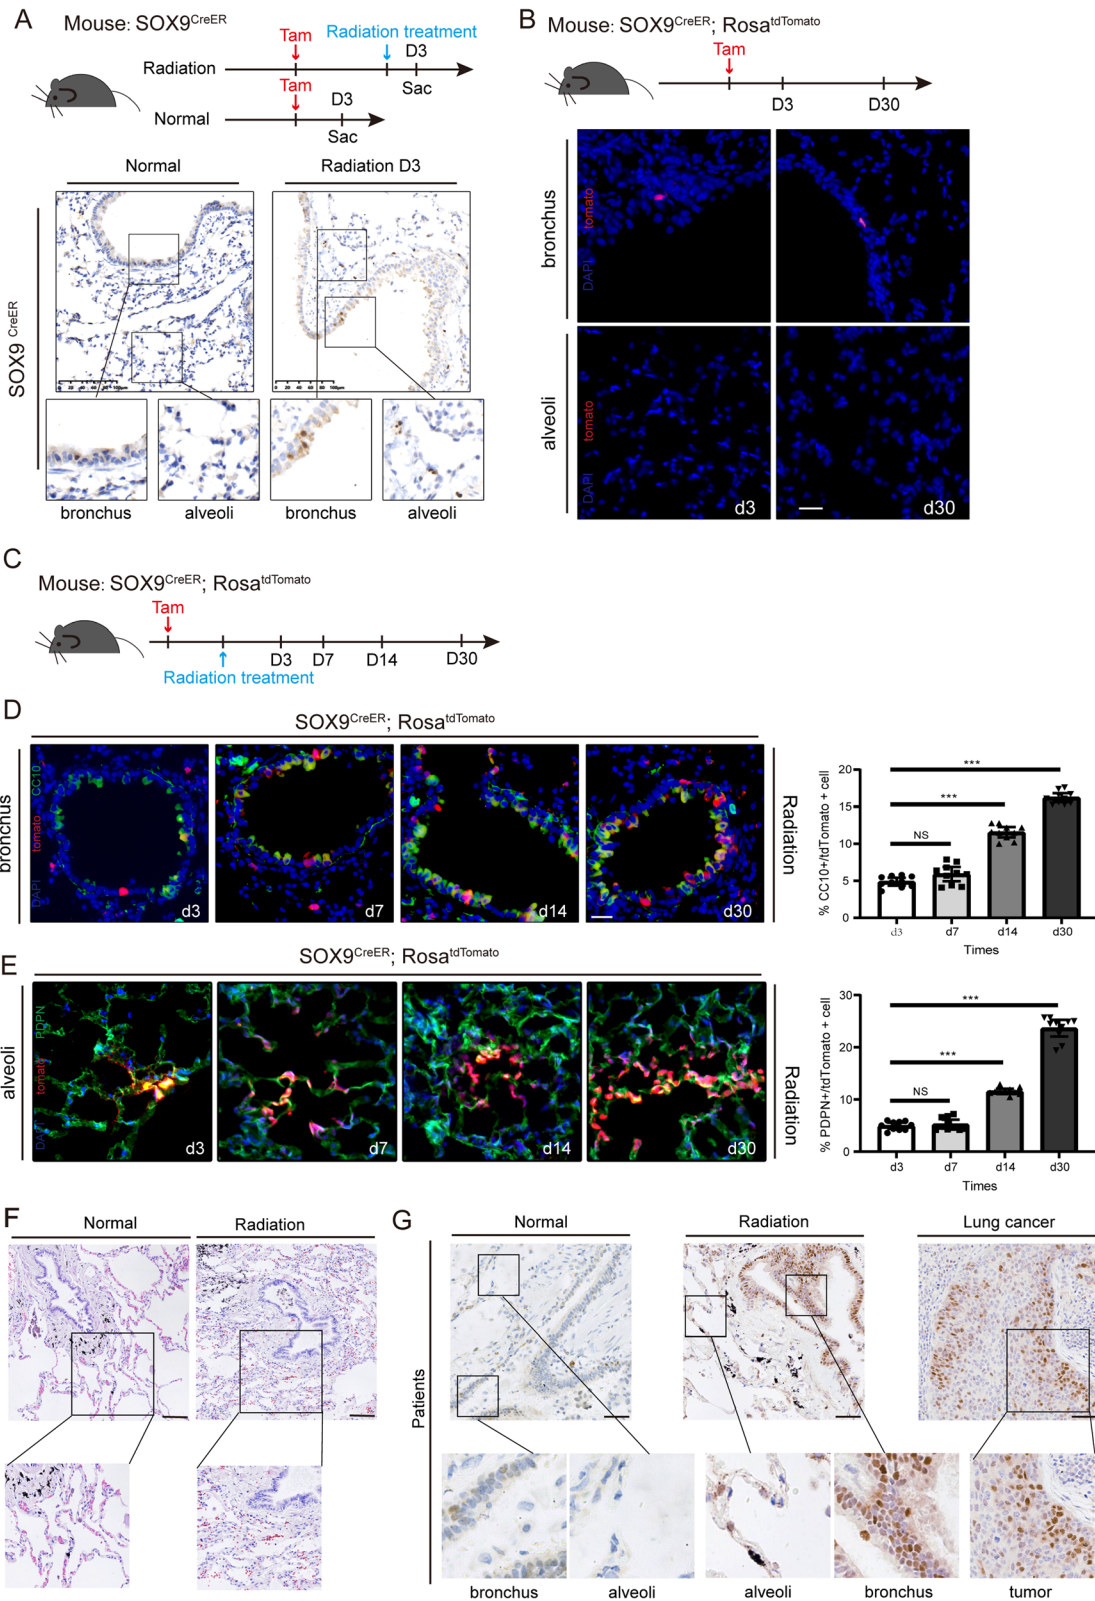 A
Mouse: SOX9CreER
Tam
Radiation treatment
D3
Radiation
Sac
Tam
D3
Normal
Sac
Normal
Radiation D3
SOX9 CreER
bronchus
alveoli
bronchus
alveoli
B
Mouse: SOX9CreER; RosatdTomato
Tam
D3
D30
bronchus
DAPI tomato
alveoli
DAPI tomato
d3
d30
C
Mouse: SOX9CreER; RosatdTomato
Tam
D3
D7
D14
D30
Radiation treatment
D
SOX9CreER; RosatdTomato
bronchus
DAPI tomato CC10
d3
d7
d14
d30
Radiation
% CC10+/tdTomato + cell
20
15
10
5
0
NS
***
***
d3
d7
d14
d30
Times
E
SOX9CreER; RosatdTomato
alveoli
DAPI tomato PDPN
d3
d7
d14
d30
Radiation
% PDPN+/tdTomato + cell
30
20
10
0
NS
***
***
d3
d7
d14
d30
Times
F
Normal
Radiation
G
Normal
Radiation
Lung cancer
Patients
bronchus
alveoli
alveoli
bronchus
tumor